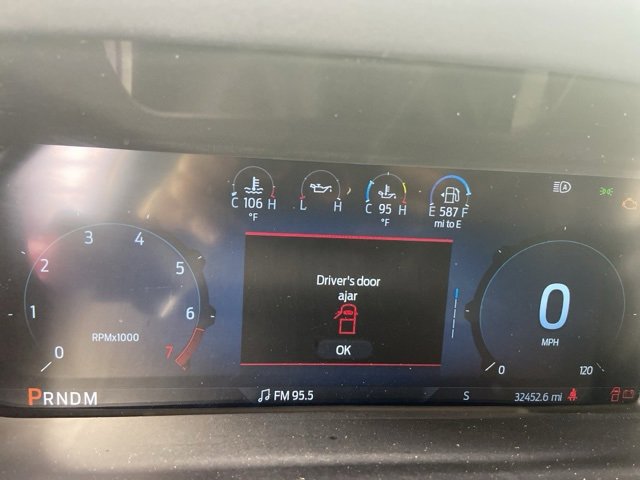 C 106 H
°F
L H
C 95 H
°F
E 587 F
mi to E
Driver's door
ajar
OK
0 1 2 3 4 5 6 7
RPMx1000
0
MPH
0 120
PRNDM
FM 95.5
S
32452.6 mi